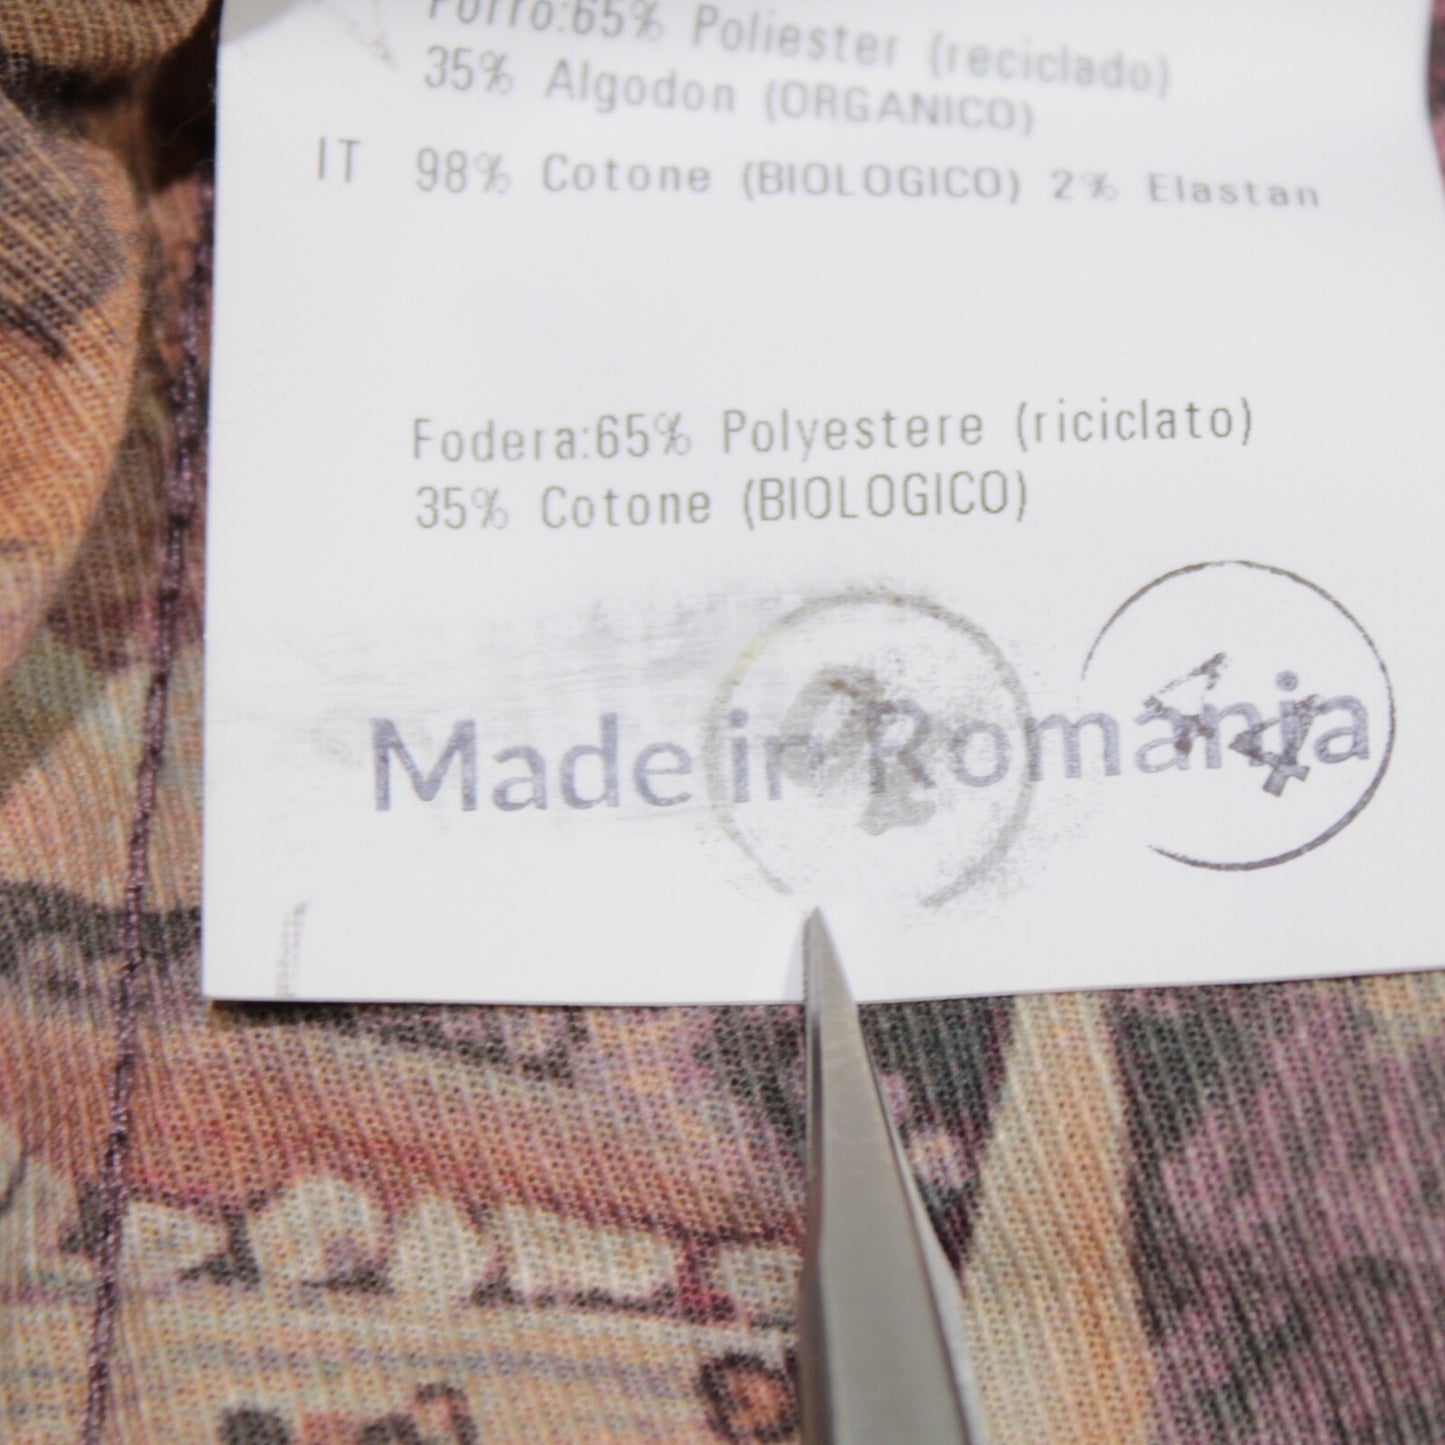 Forro:65% Poliester (reciclado)
35% Algodon (ORGANICO)
IT 98% Cotone (BIOLOGICO) 2% Elastan
Fodera:65% Polyestere (riciclato)
35% Cotone (BIOLOGICO)
Made in Romania